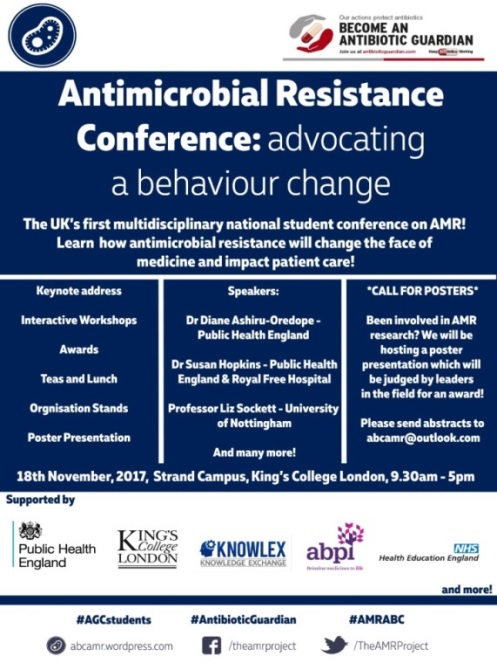 Our actions protect antibiotics
BECOME AN
ANTIBIOTIC GUARDIAN
Join us at antibioticguardian.com
Antimicrobial Resistance
Conference: advocating
a behaviour change
The UK's first multidisciplinary national student conference on AMR!
Learn how antimicrobial resistance will change the face of
medicine and impact patient care!
Keynote address
Interactive Workshops
Awards
Teas and Lunch
Orgnisation Stands
Poster Presentation
Speakers:
Dr Diane Ashiru-Oredope -
Public Health England
Dr Susan Hopkins - Public Health
England & Royal Free Hospital
Professor Liz Sockett - University
of Nottingham
And many more!
*CALL FOR POSTERS*
Been involved in AMR
research? We will be
hosting a poster
presentation which will
be judged by leaders
in the field for an award!
Please send abstracts to
abcamr@outlook.com
18th November, 2017, Strand Campus, King's College London, 9.30am - 5pm
Supported by
Public Health
England
KING'S
College
LONDON
KNOWLEX
KNOWLEDGE EXCHANGE
abpi
Bringing medicines to life
NHS
Health Education England
and more!
#AGCstudents
#AntibioticGuardian
#AMRABC
abcamr.wordpress.com
/theamrproject
/TheAMRProject